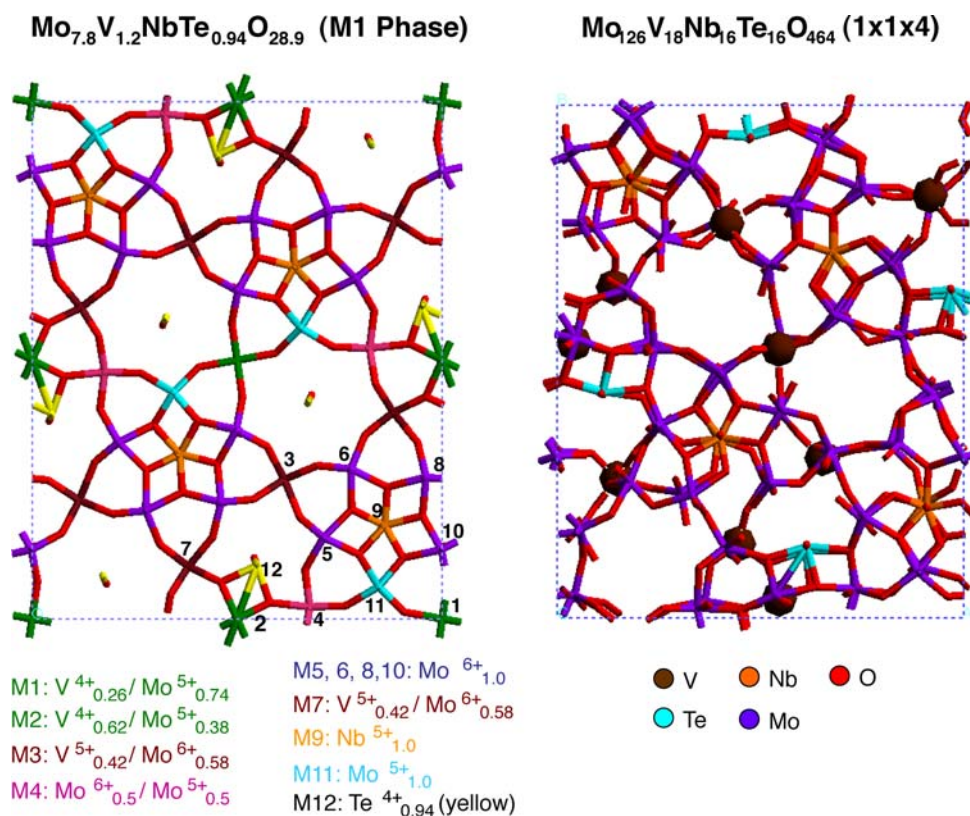 Mo7.8V1.2NbTe0.94O28.9 (M1 Phase)
Mo126V18Nb16Te16O464 (1x1x4)
3
6
8
9
10
5
7
12
11
1
2
4
M1: V 4+0.26/ Mo 5+0.74
M2: V 4+0.62/ Mo 5+0.38
M3: V 5+0.42/ Mo 6+0.58
M4: Mo 6+0.5/ Mo 5+0.5
M5, 6, 8,10: Mo 6+1.0
M7: V 5+0.42/ Mo 6+0.58
M9: Nb 5+1.0
M11: Mo 5+1.0
M12: Te 4+0.94 (yellow)
V Nb O
Te Mo